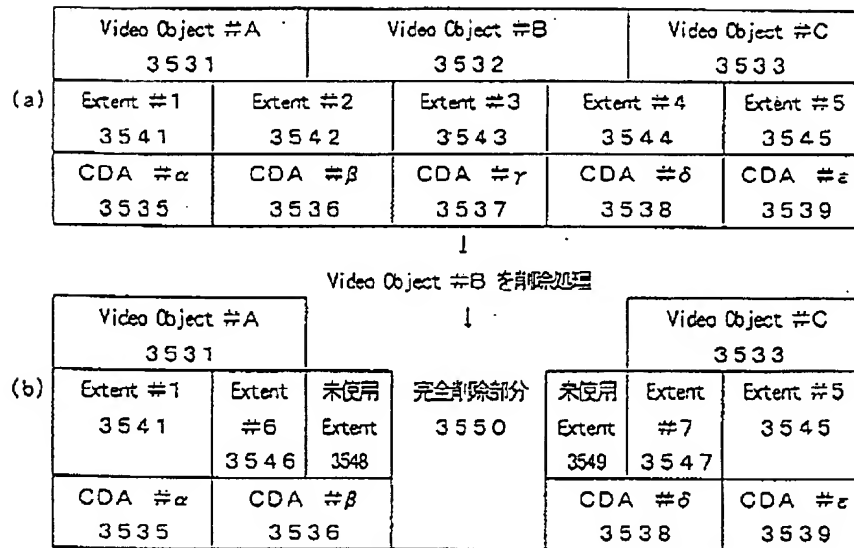 Video Object #A Video Object #B Video Object #C
3531 3532 3533
(a) Extent #1 Extent #2 Extent #3 Extent #4 Extent #5
3541 3542 3543 3544 3545
CDA #α CDA #β CDA #γ CDA #δ CDA #ε
3535 3536 3537 3538 3539
↓
Video Object #B を削除処理
Video Object #A ↓ Video Object #C
3531 3533
(b) Extent #1 Extent 未使用 完全削除部分 未使用 Extent Extent #5
3541 #6 Extent 3550 Extent #7 3545
3546 3548 3549 3547
CDA #α CDA #β CDA #δ CDA #ε
3535 3536 3538 3539